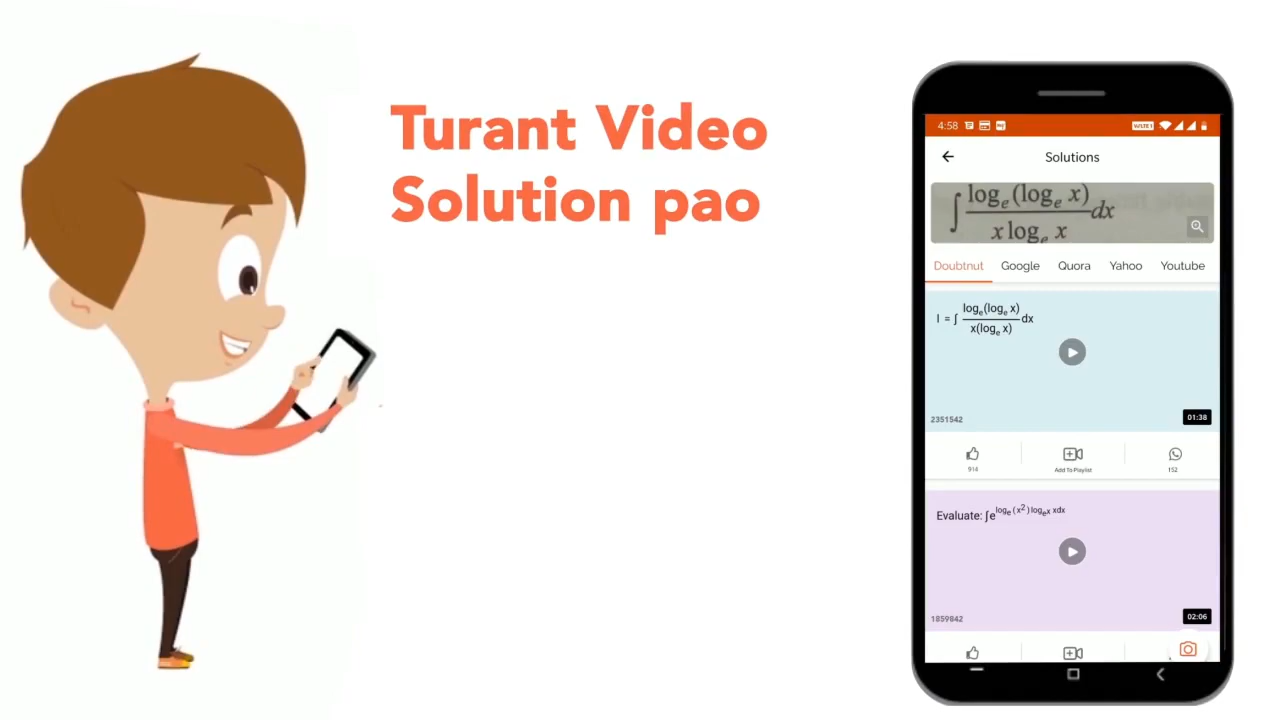 Turant Video
Solution pao
4:58
VoLTE1
Solutions
∫ logₑ(logₑ x) / x logₑ x dx
Doubtnut Google Quora Yahoo Youtube
I = ∫ logₑ(logₑ x) / x(logₑ x) dx
2351542 01:38
914 Add To Playlist 152
Evaluate: ∫e^logₑ(x²)logₑx xdx
1859842 02:06